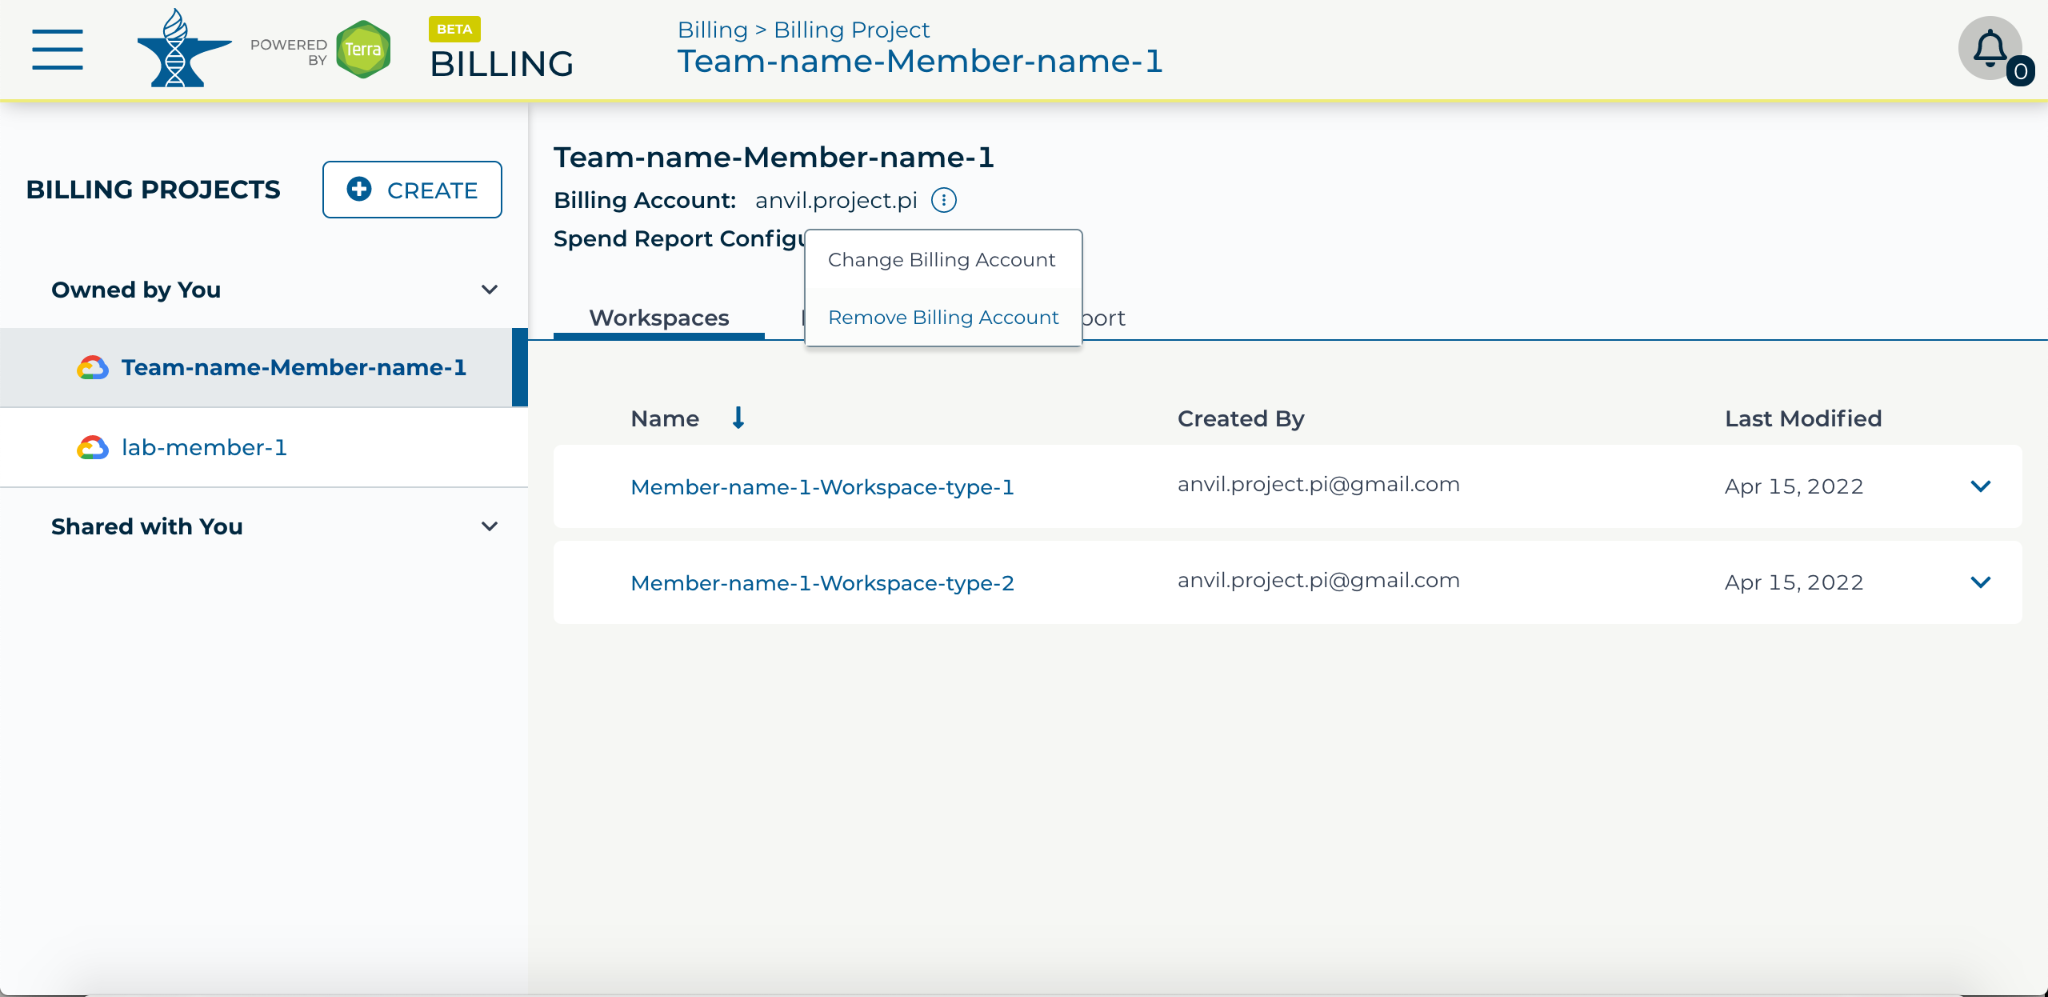 POWERED
BY
Terra
BETA
BILLING
Billing > Billing Project
Team-name-Member-name-1
0
BILLING PROJECTS
CREATE
Owned by You
Team-name-Member-name-1
lab-member-1
Shared with You
Team-name-Member-name-1
Billing Account: anvil.project.pi
Spend Report
Change Billing Account
Remove Billing Account
Workspaces
Name
Created By
Last Modified
Member-name-1-Workspace-type-1
anvil.project.pi@gmail.com
Apr 15, 2022
Member-name-1-Workspace-type-2
anvil.project.pi@gmail.com
Apr 15, 2022